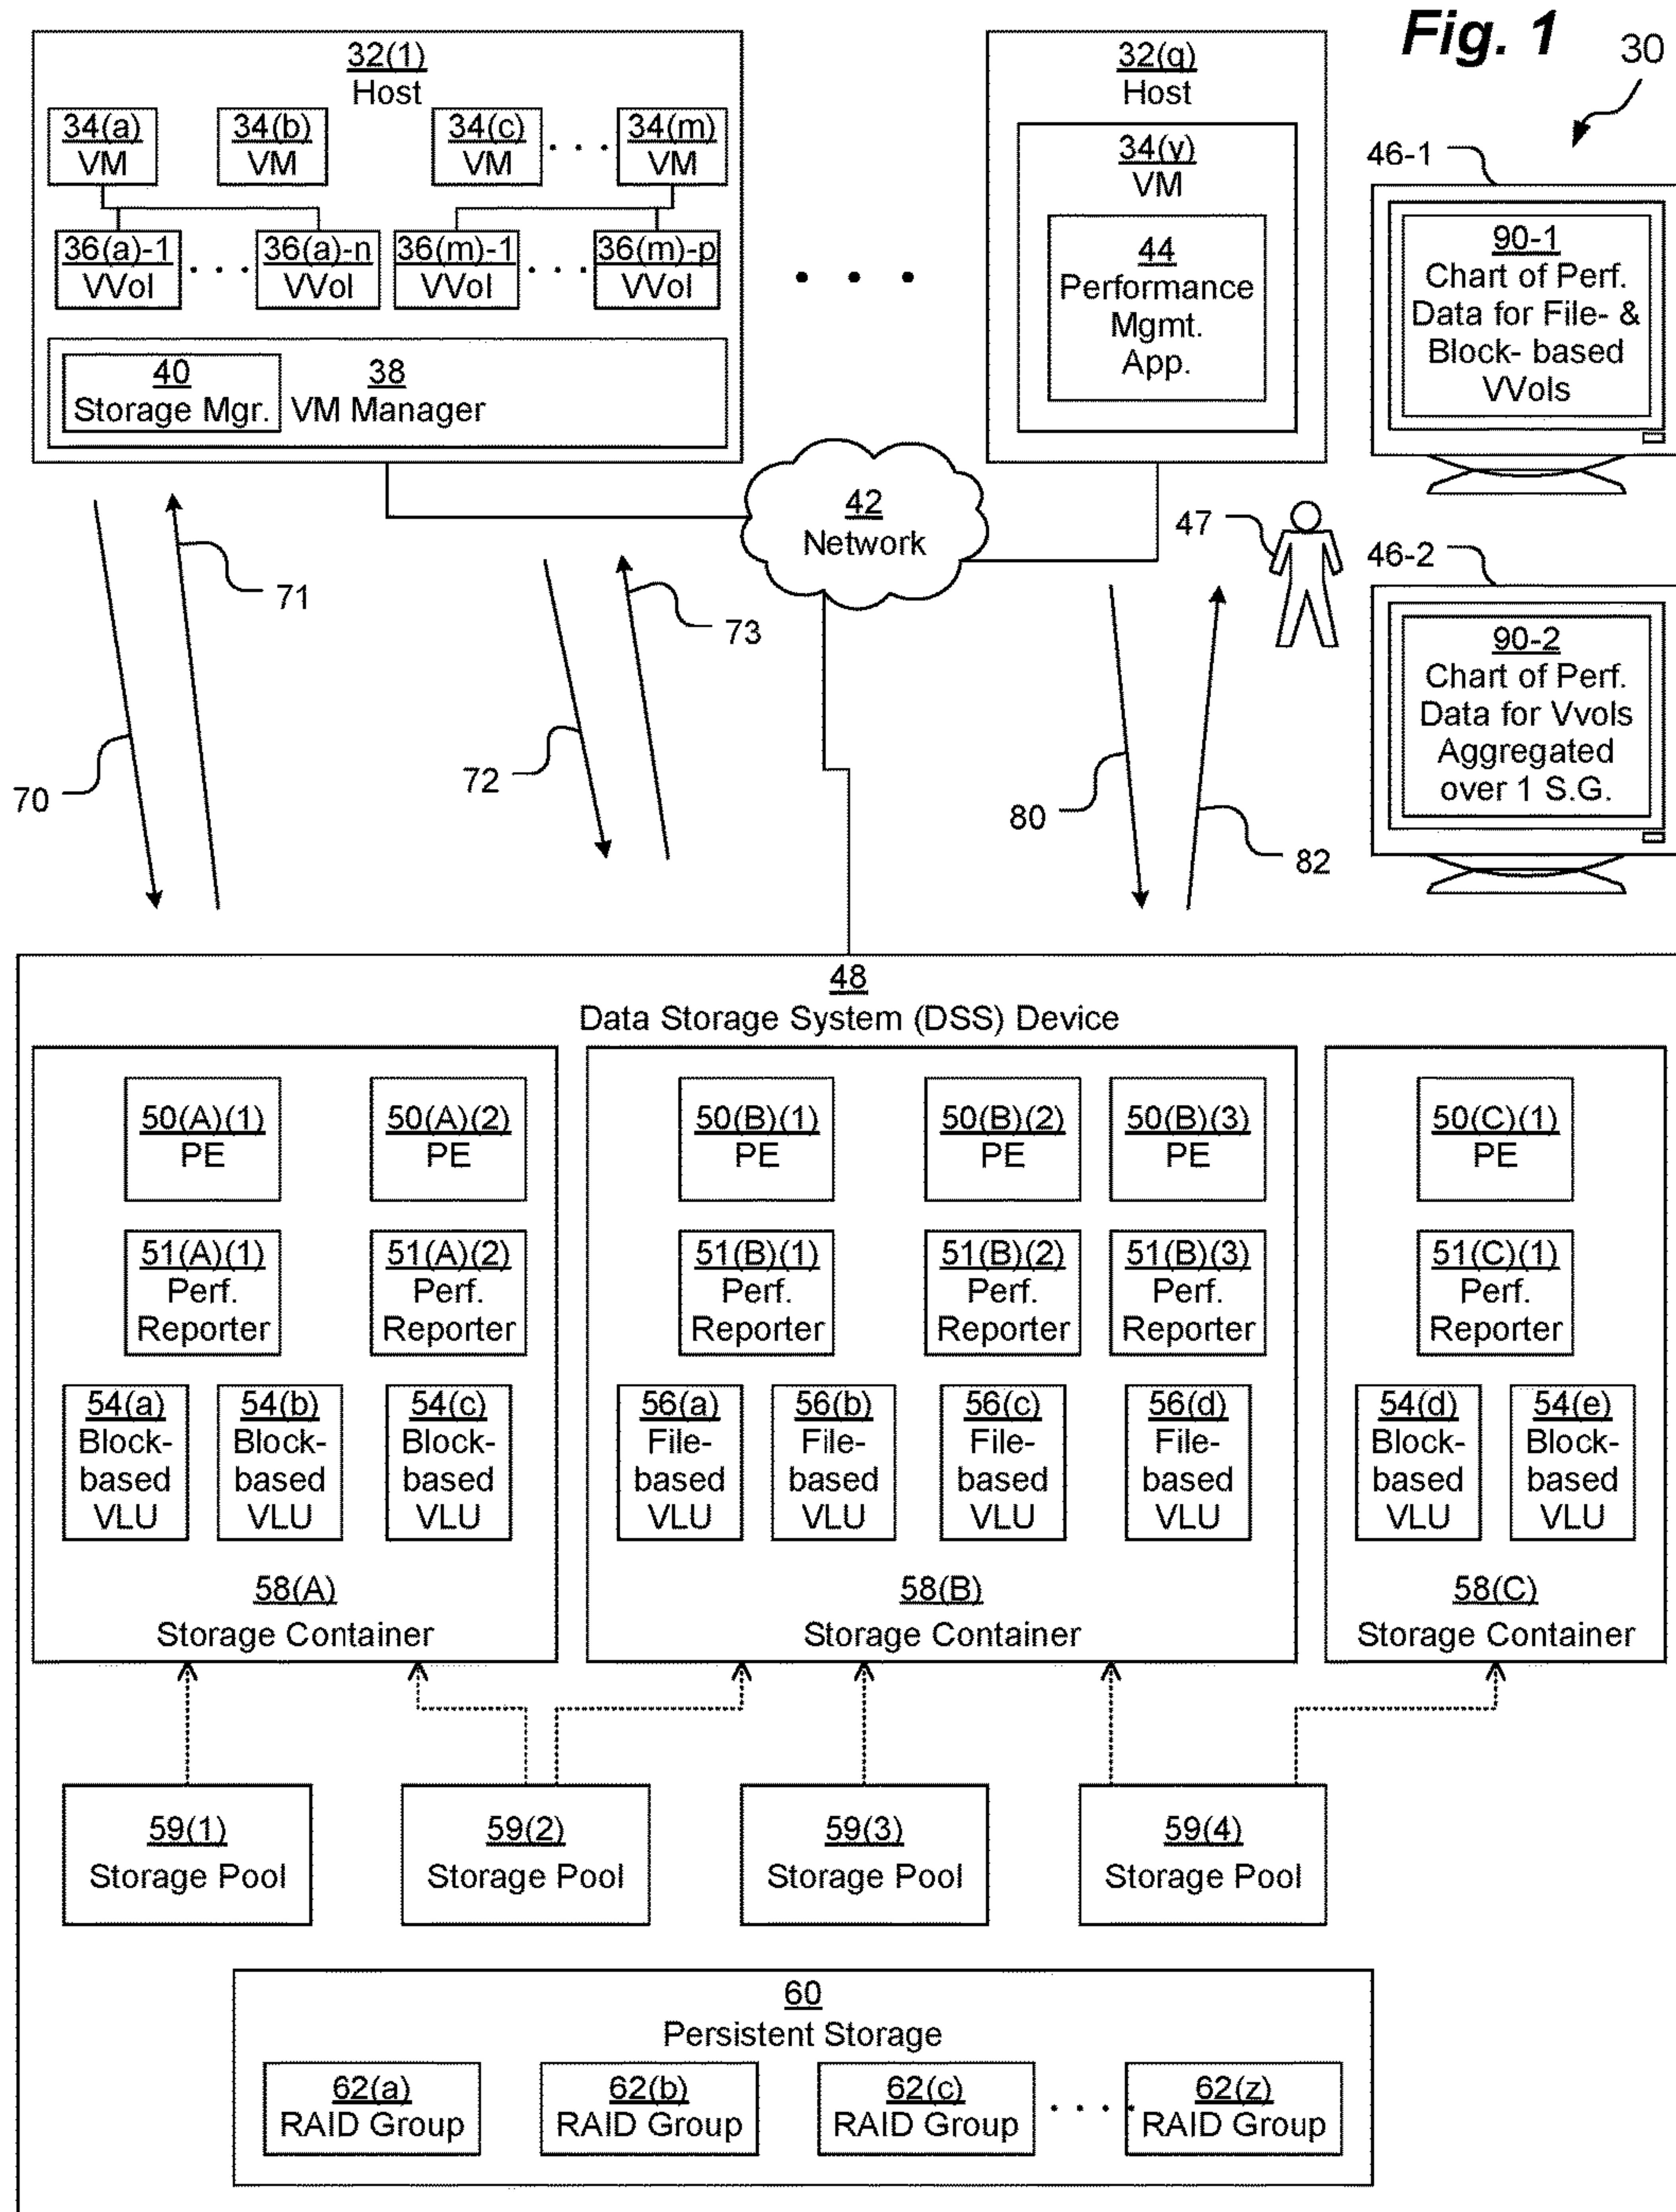 Fig. 1
30
32(1)
Host
34(a)
VM
34(b)
VM
34(c)
VM
. . .
34(m)
VM
36(a)-1
VVol
. . .
36(a)-n
VVol
36(m)-1
VVol
. . .
36(m)-p
VVol
40
Storage Mgr.
38
VM Manager
. . .
32(q)
Host
34(v)
VM
44
Performance
Mgmt.
App.
46-1
90-1
Chart of Perf.
Data for File- &
Block- based
VVols
42
Network
47
46-2
90-2
Chart of Perf.
Data for Vvols
Aggregated
over 1 S.G.
70
71
72
73
80
82
48
Data Storage System (DSS) Device
50(A)(1)
PE
50(A)(2)
PE
51(A)(1)
Perf.
Reporter
51(A)(2)
Perf.
Reporter
54(a)
Block-
based
VLU
54(b)
Block-
based
VLU
54(c)
Block-
based
VLU
58(A)
Storage Container
50(B)(1)
PE
50(B)(2)
PE
50(B)(3)
PE
51(B)(1)
Perf.
Reporter
51(B)(2)
Perf.
Reporter
51(B)(3)
Perf.
Reporter
56(a)
File-
based
VLU
56(b)
File-
based
VLU
56(c)
File-
based
VLU
56(d)
File-
based
VLU
58(B)
Storage Container
50(C)(1)
PE
51(C)(1)
Perf.
Reporter
54(d)
Block-
based
VLU
54(e)
Block-
based
VLU
58(C)
Storage Container
59(1)
Storage Pool
59(2)
Storage Pool
59(3)
Storage Pool
59(4)
Storage Pool
60
Persistent Storage
62(a)
RAID Group
62(b)
RAID Group
62(c)
RAID Group
. . . .
62(z)
RAID Group